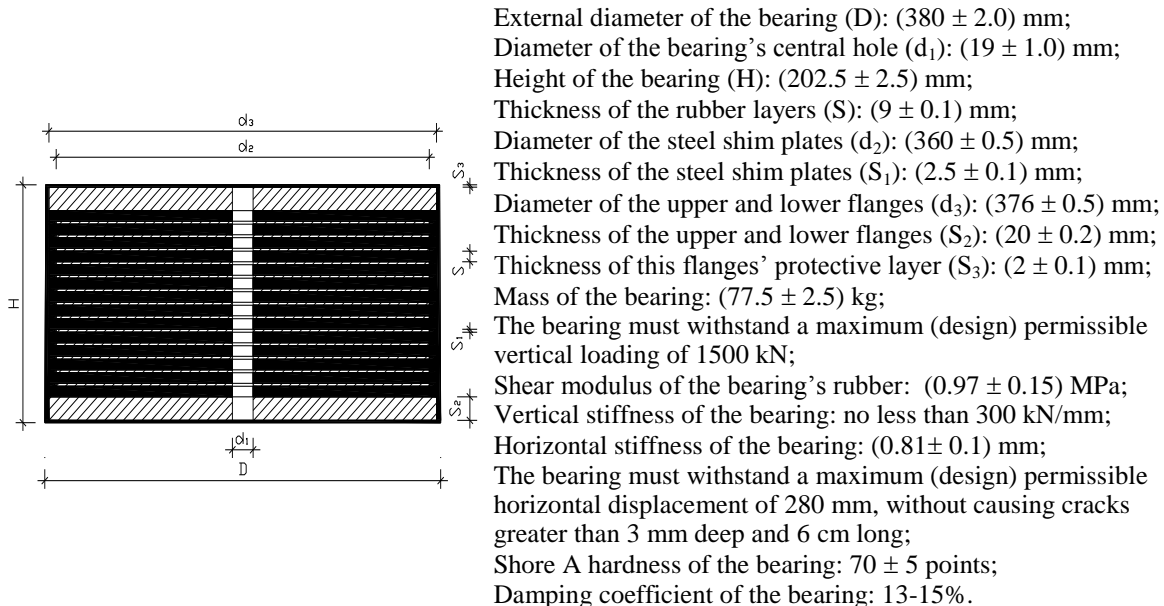 External diameter of the bearing (D): (380 ± 2.0) mm;
Diameter of the bearing's central hole (d₁): (19 ± 1.0) mm;
Height of the bearing (H): (202.5 ± 2.5) mm;
Thickness of the rubber layers (S): (9 ± 0.1) mm;
Diameter of the steel shim plates (d₂): (360 ± 0.5) mm;
Thickness of the steel shim plates (S₁): (2.5 ± 0.1) mm;
Diameter of the upper and lower flanges (d₃): (376 ± 0.5) mm;
Thickness of the upper and lower flanges (S₂): (20 ± 0.2) mm;
Thickness of this flanges' protective layer (S₃): (2 ± 0.1) mm;
Mass of the bearing: (77.5 ± 2.5) kg;
The bearing must withstand a maximum (design) permissible
vertical loading of 1500 kN;
Shear modulus of the bearing's rubber: (0.97 ± 0.15) MPa;
Vertical stiffness of the bearing: no less than 300 kN/mm;
Horizontal stiffness of the bearing: (0.81± 0.1) mm;
The bearing must withstand a maximum (design) permissible
horizontal displacement of 280 mm, without causing cracks
greater than 3 mm deep and 6 cm long;
Shore A hardness of the bearing: 70 ± 5 points;
Damping coefficient of the bearing: 13-15%.
d₃
d₂
S₃
S
H
S₁
S₂
d₁
D